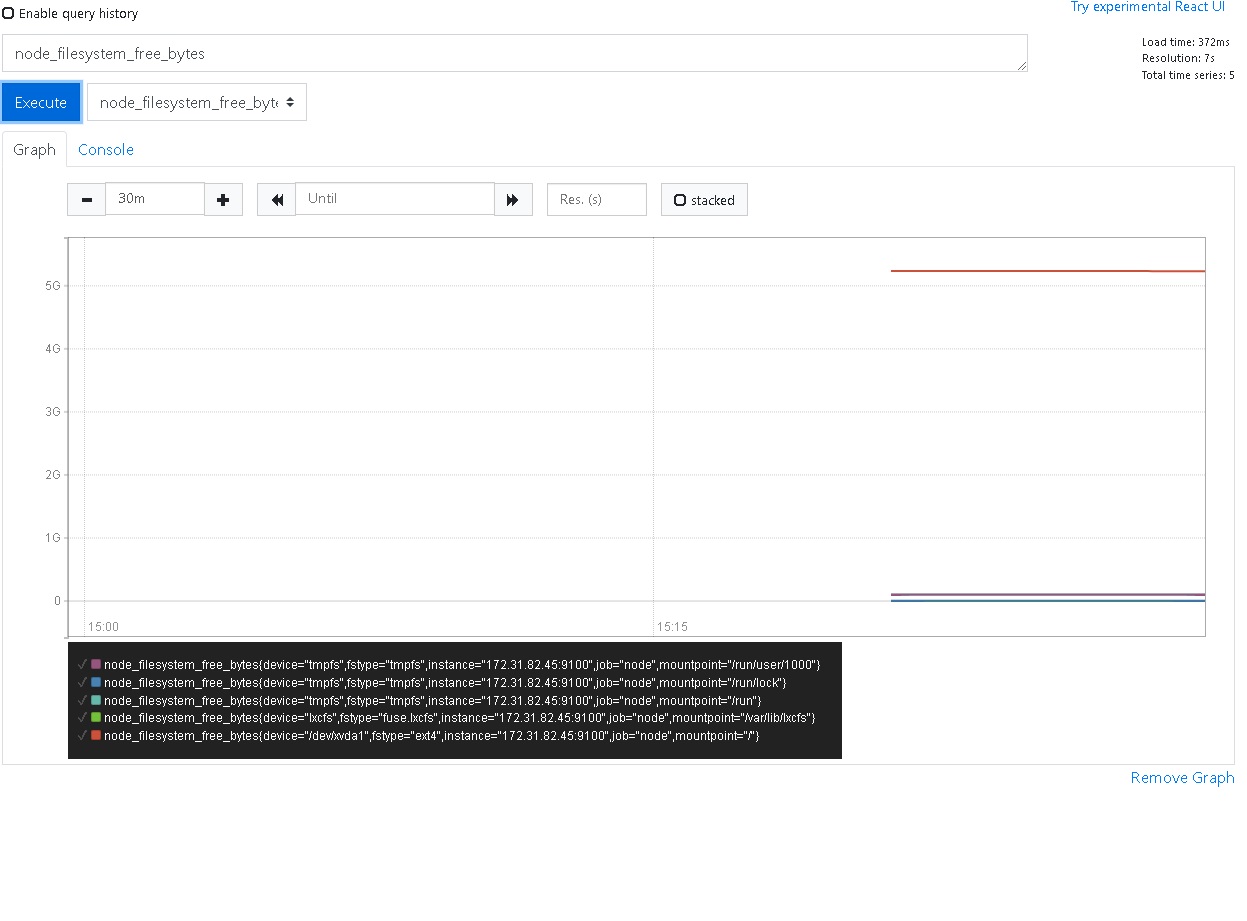 Enable query history
Try experimental React UI
node_filesystem_free_bytes
Load time: 372ms
Resolution: 7s
Total time series: 5
Execute
node_filesystem_free_byte
Graph
Console
30m
Until
Res. (s)
stacked
5G
4G
3G
2G
1G
0
15:00
15:15
node_filesystem_free_bytes{device="tmpfs",fstype="tmpfs",instance="172.31.82.45:9100",job="node",mountpoint="/run/user/1000"}
node_filesystem_free_bytes{device="tmpfs",fstype="tmpfs",instance="172.31.82.45:9100",job="node",mountpoint="/run/lock"}
node_filesystem_free_bytes{device="tmpfs",fstype="tmpfs",instance="172.31.82.45:9100",job="node",mountpoint="/run"}
node_filesystem_free_bytes{device="lxcfs",fstype="fuse.lxcfs",instance="172.31.82.45:9100",job="node",mountpoint="/var/lib/lxcfs"}
node_filesystem_free_bytes{device="/dev/xvda1",fstype="ext4",instance="172.31.82.45:9100",job="node",mountpoint="/"}
Remove Graph